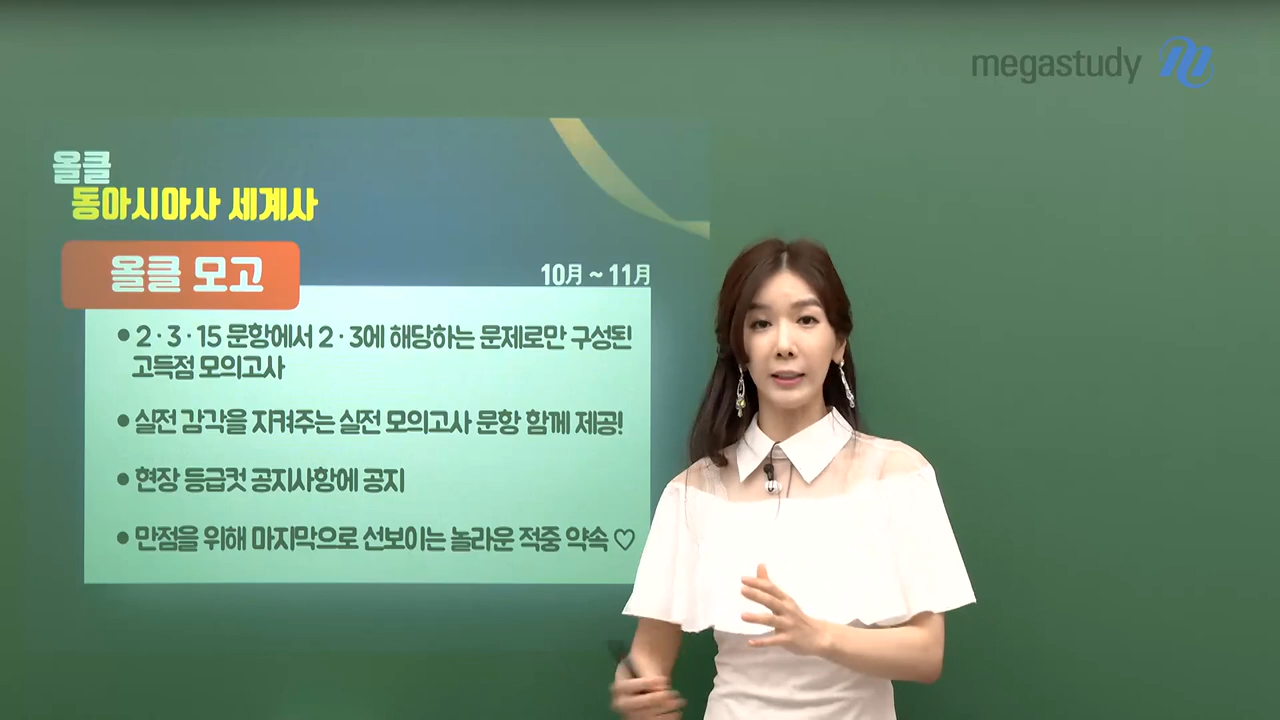 megastudy
올클
동아시아사 세계사
올클 모고
10月 ~ 11月
• 2·3·15 문항에서 2·3에 해당하는 문제로만 구성된
고득점 모의고사
• 실전 감각을 지켜주는 실전 모의고사 문항 함께 제공!
• 현장 등급컷 공지사항에 공지
• 만점을 위해 마지막으로 선보이는 놀라운 적중 약속 ♡